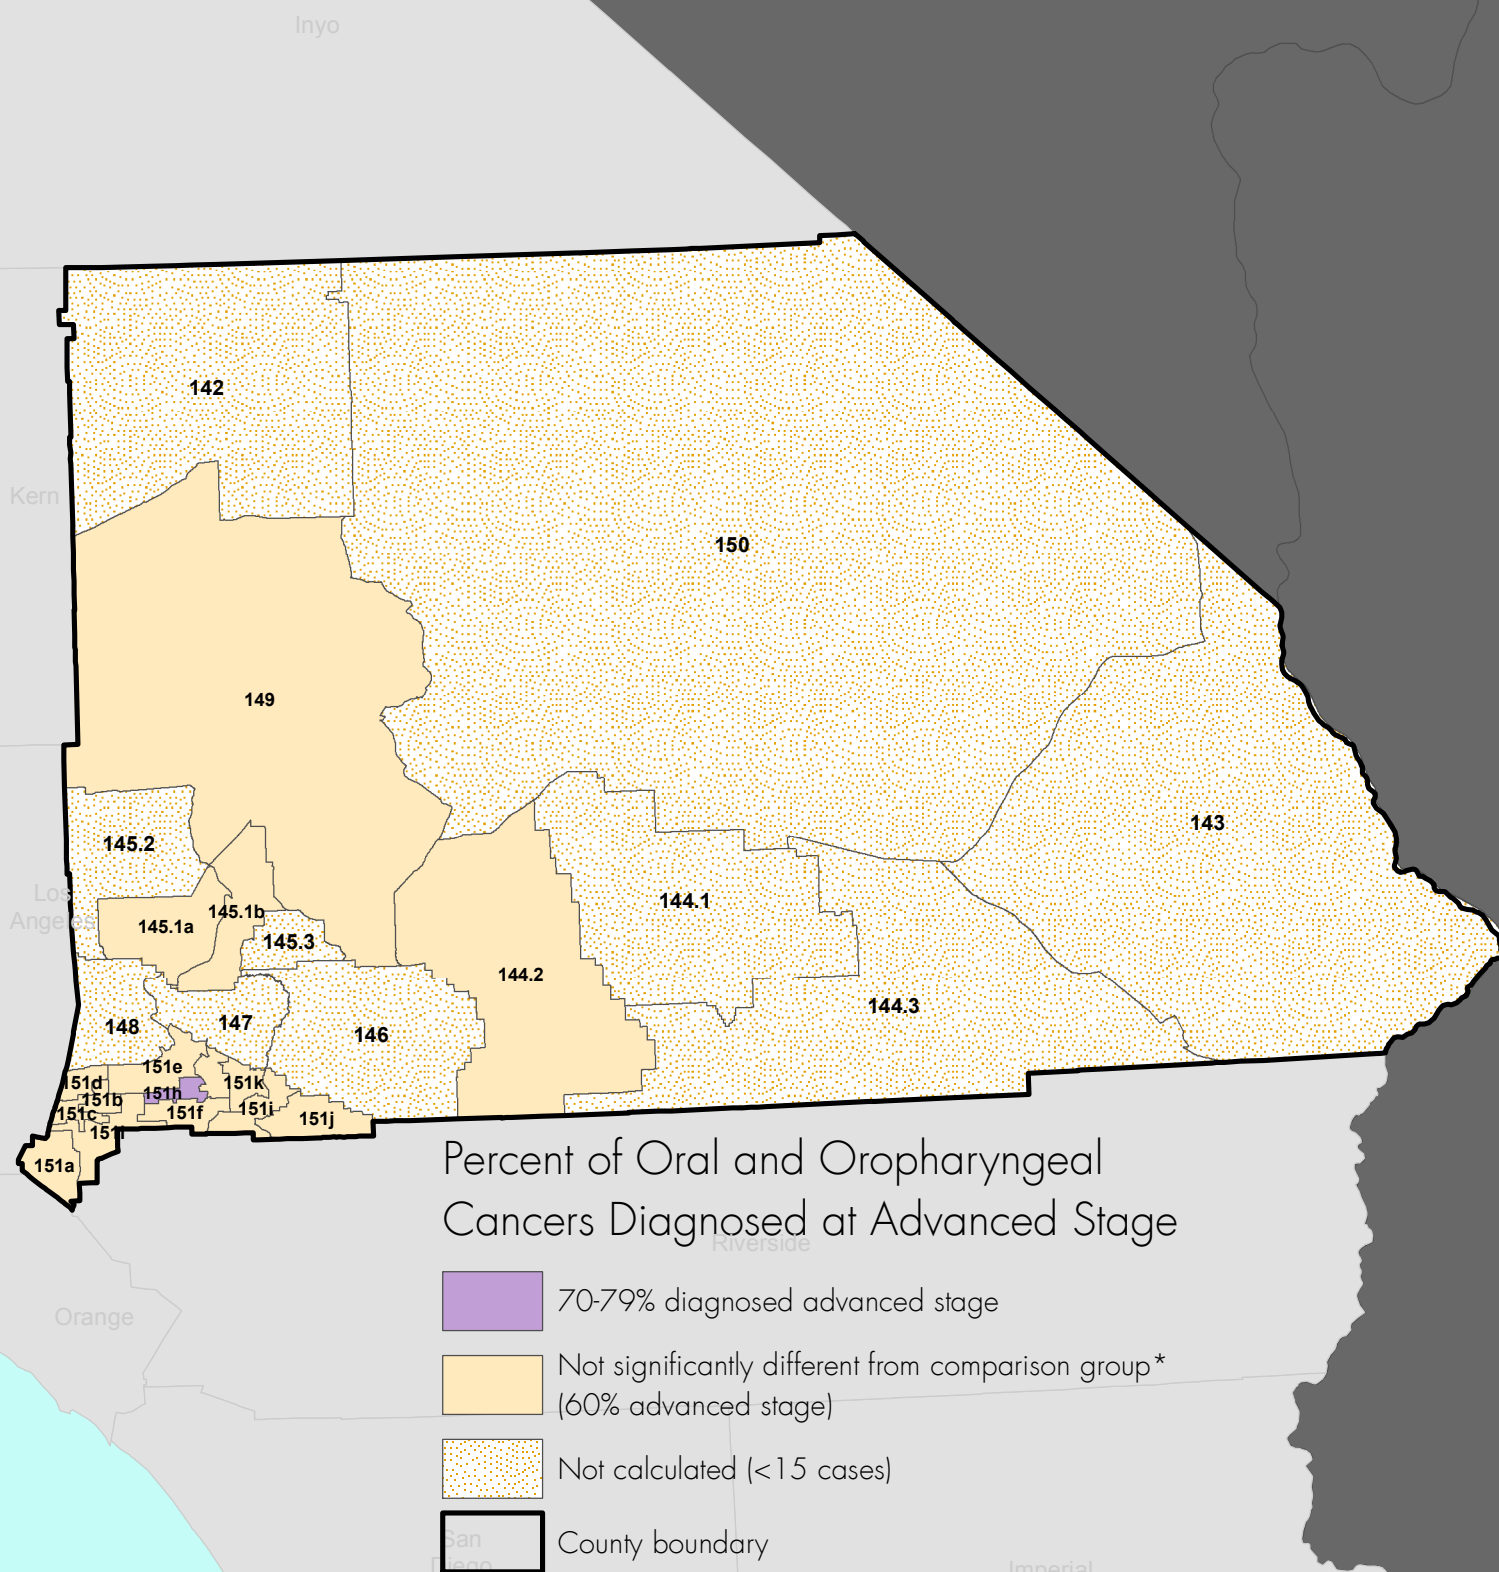 Inyo
142
Kern
150
149
143
145.2
Los
Angeles
144.1
145.1b
145.1a
145.3
144.2
144.3
148
147
146
151e
151d
151k
151h
151b
151c
151f
151i
151j
151a
Percent of Oral and Oropharyngeal
Cancers Diagnosed at Advanced Stage
Riverside
70-79% diagnosed advanced stage
Orange
Not significantly different from comparison group*
(60% advanced stage)
Not calculated (<15 cases)
San
Diego
County boundary
Imperial